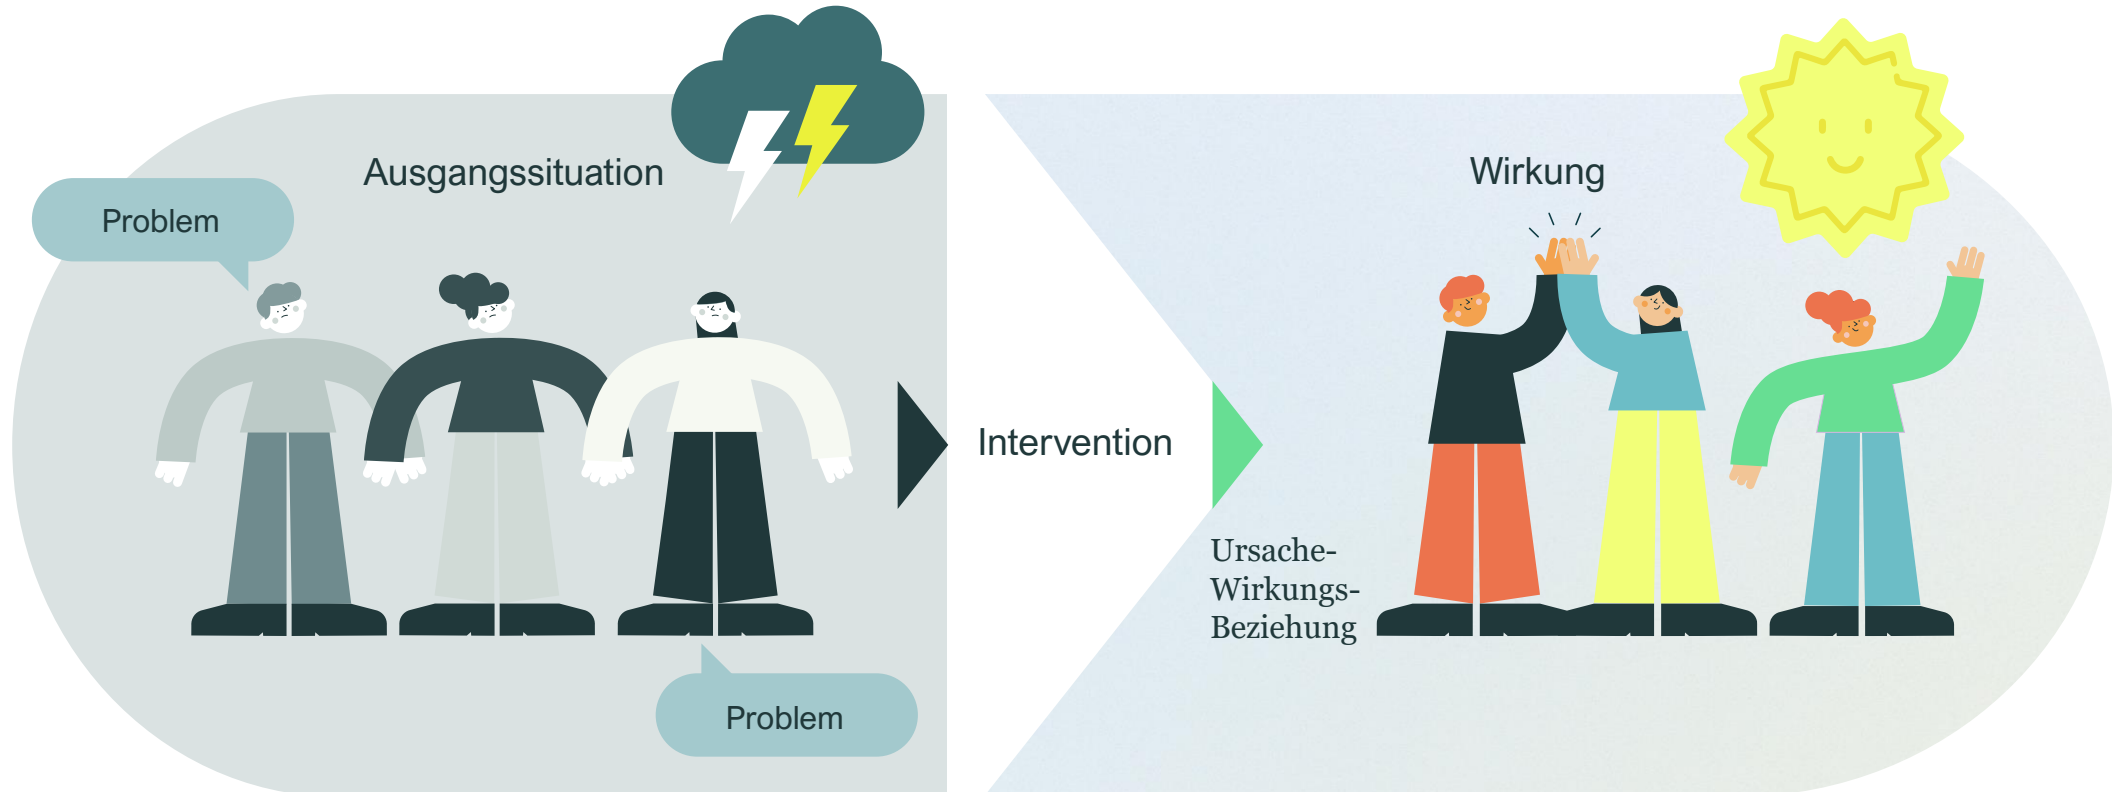 Ausgangssituation
Problem
Problem
Intervention
Wirkung
Ursache-
Wirkungs-
Beziehung